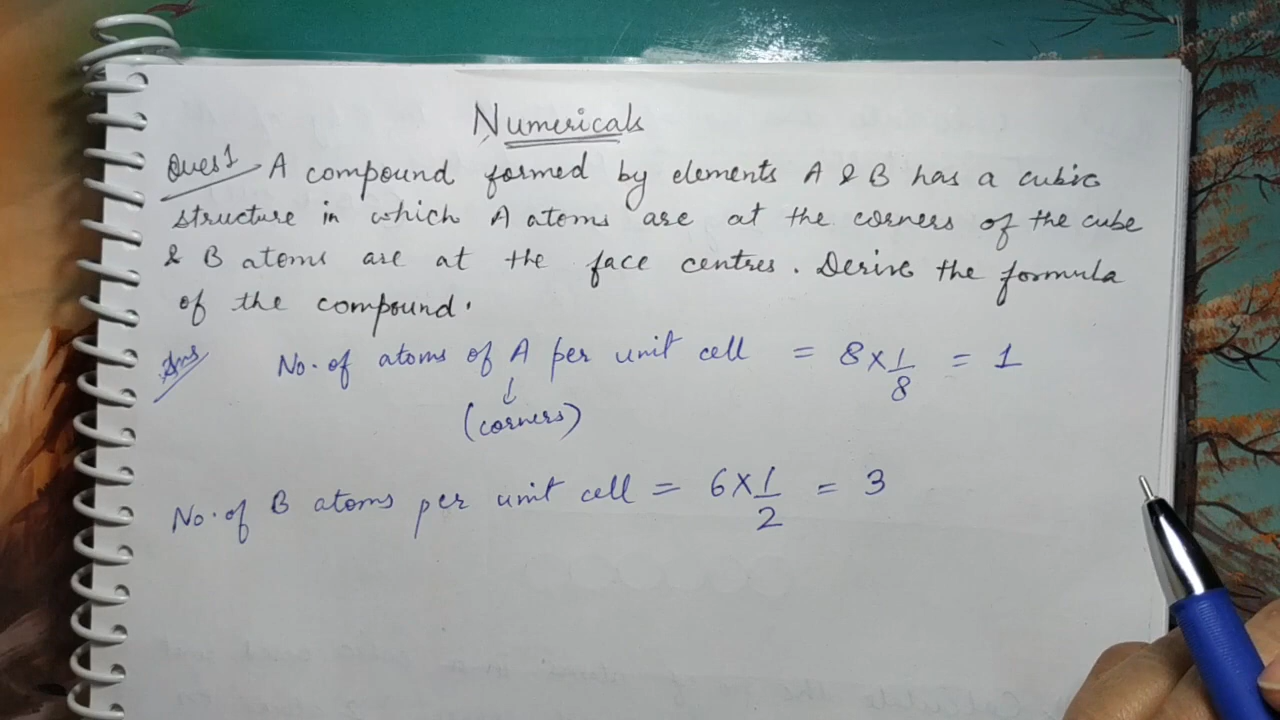 Numericals
Ques1 A compound formed by elements A & B has a cubic
structure in which A atoms are at the corners of the cube
& B atoms are at the face centres. Derive the formula
of the compound.
Ans No. of atoms of A per unit cell = 8 × 1/8 = 1
↓
(corners)
No. of B atoms per unit cell = 6 × 1/2 = 3